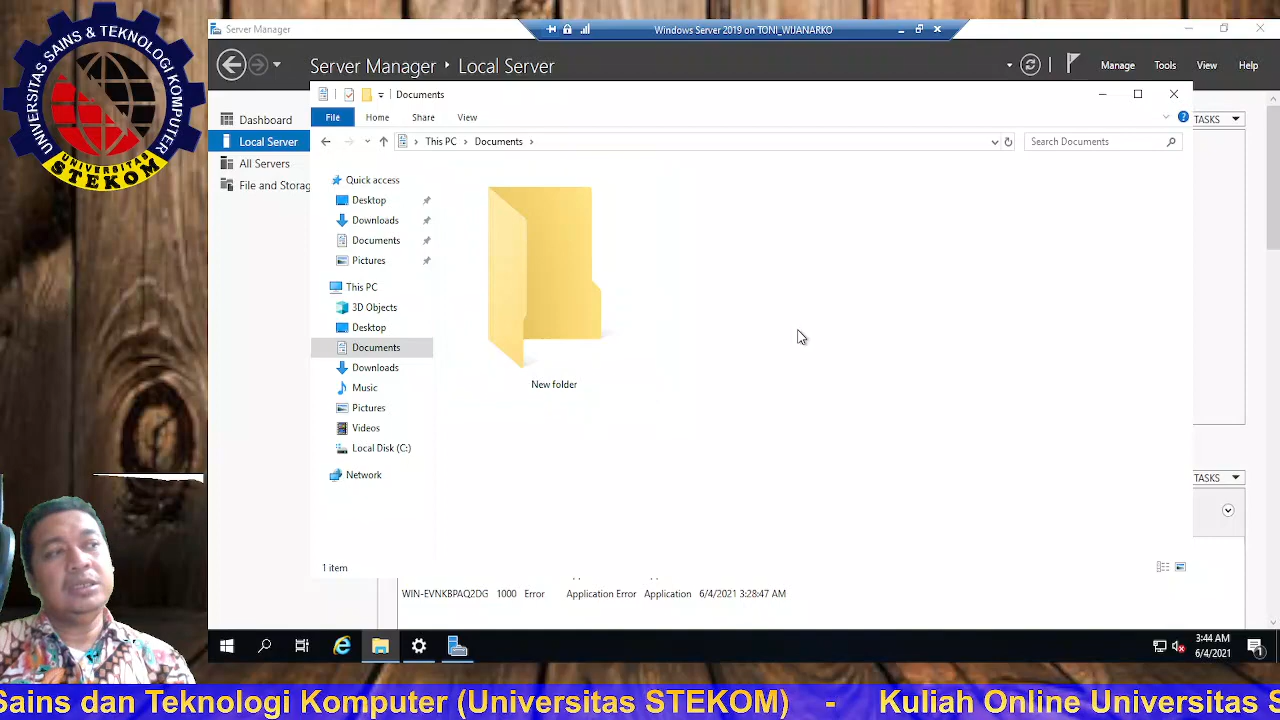 UNIVERSITAS SAINS & TEKNOLOGI KOMPUTER
UNIVERSITAS
STEKOM
Server Manager
Windows Server 2019 on TONI_WIJANARKO
Server Manager Local Server
Manage Tools View Help
Dashboard
Local Server
All Servers
File and Storag
TASKS
Documents
File Home Share View
This PC Documents
Search Documents
Quick access
Desktop
Downloads
Documents
Pictures
This PC
3D Objects
Desktop
Documents
Downloads
Music
Pictures
Videos
Local Disk (C:)
Network
New folder
1 item
TASKS
WIN-EVNKBPAQ2DG 1000 Error Application Error Application 6/4/2021 3:28:47 AM
3:44 AM
6/4/2021
1
Sains dan Teknologi Komputer (Universitas STEKOM) - Kuliah Online Universitas S